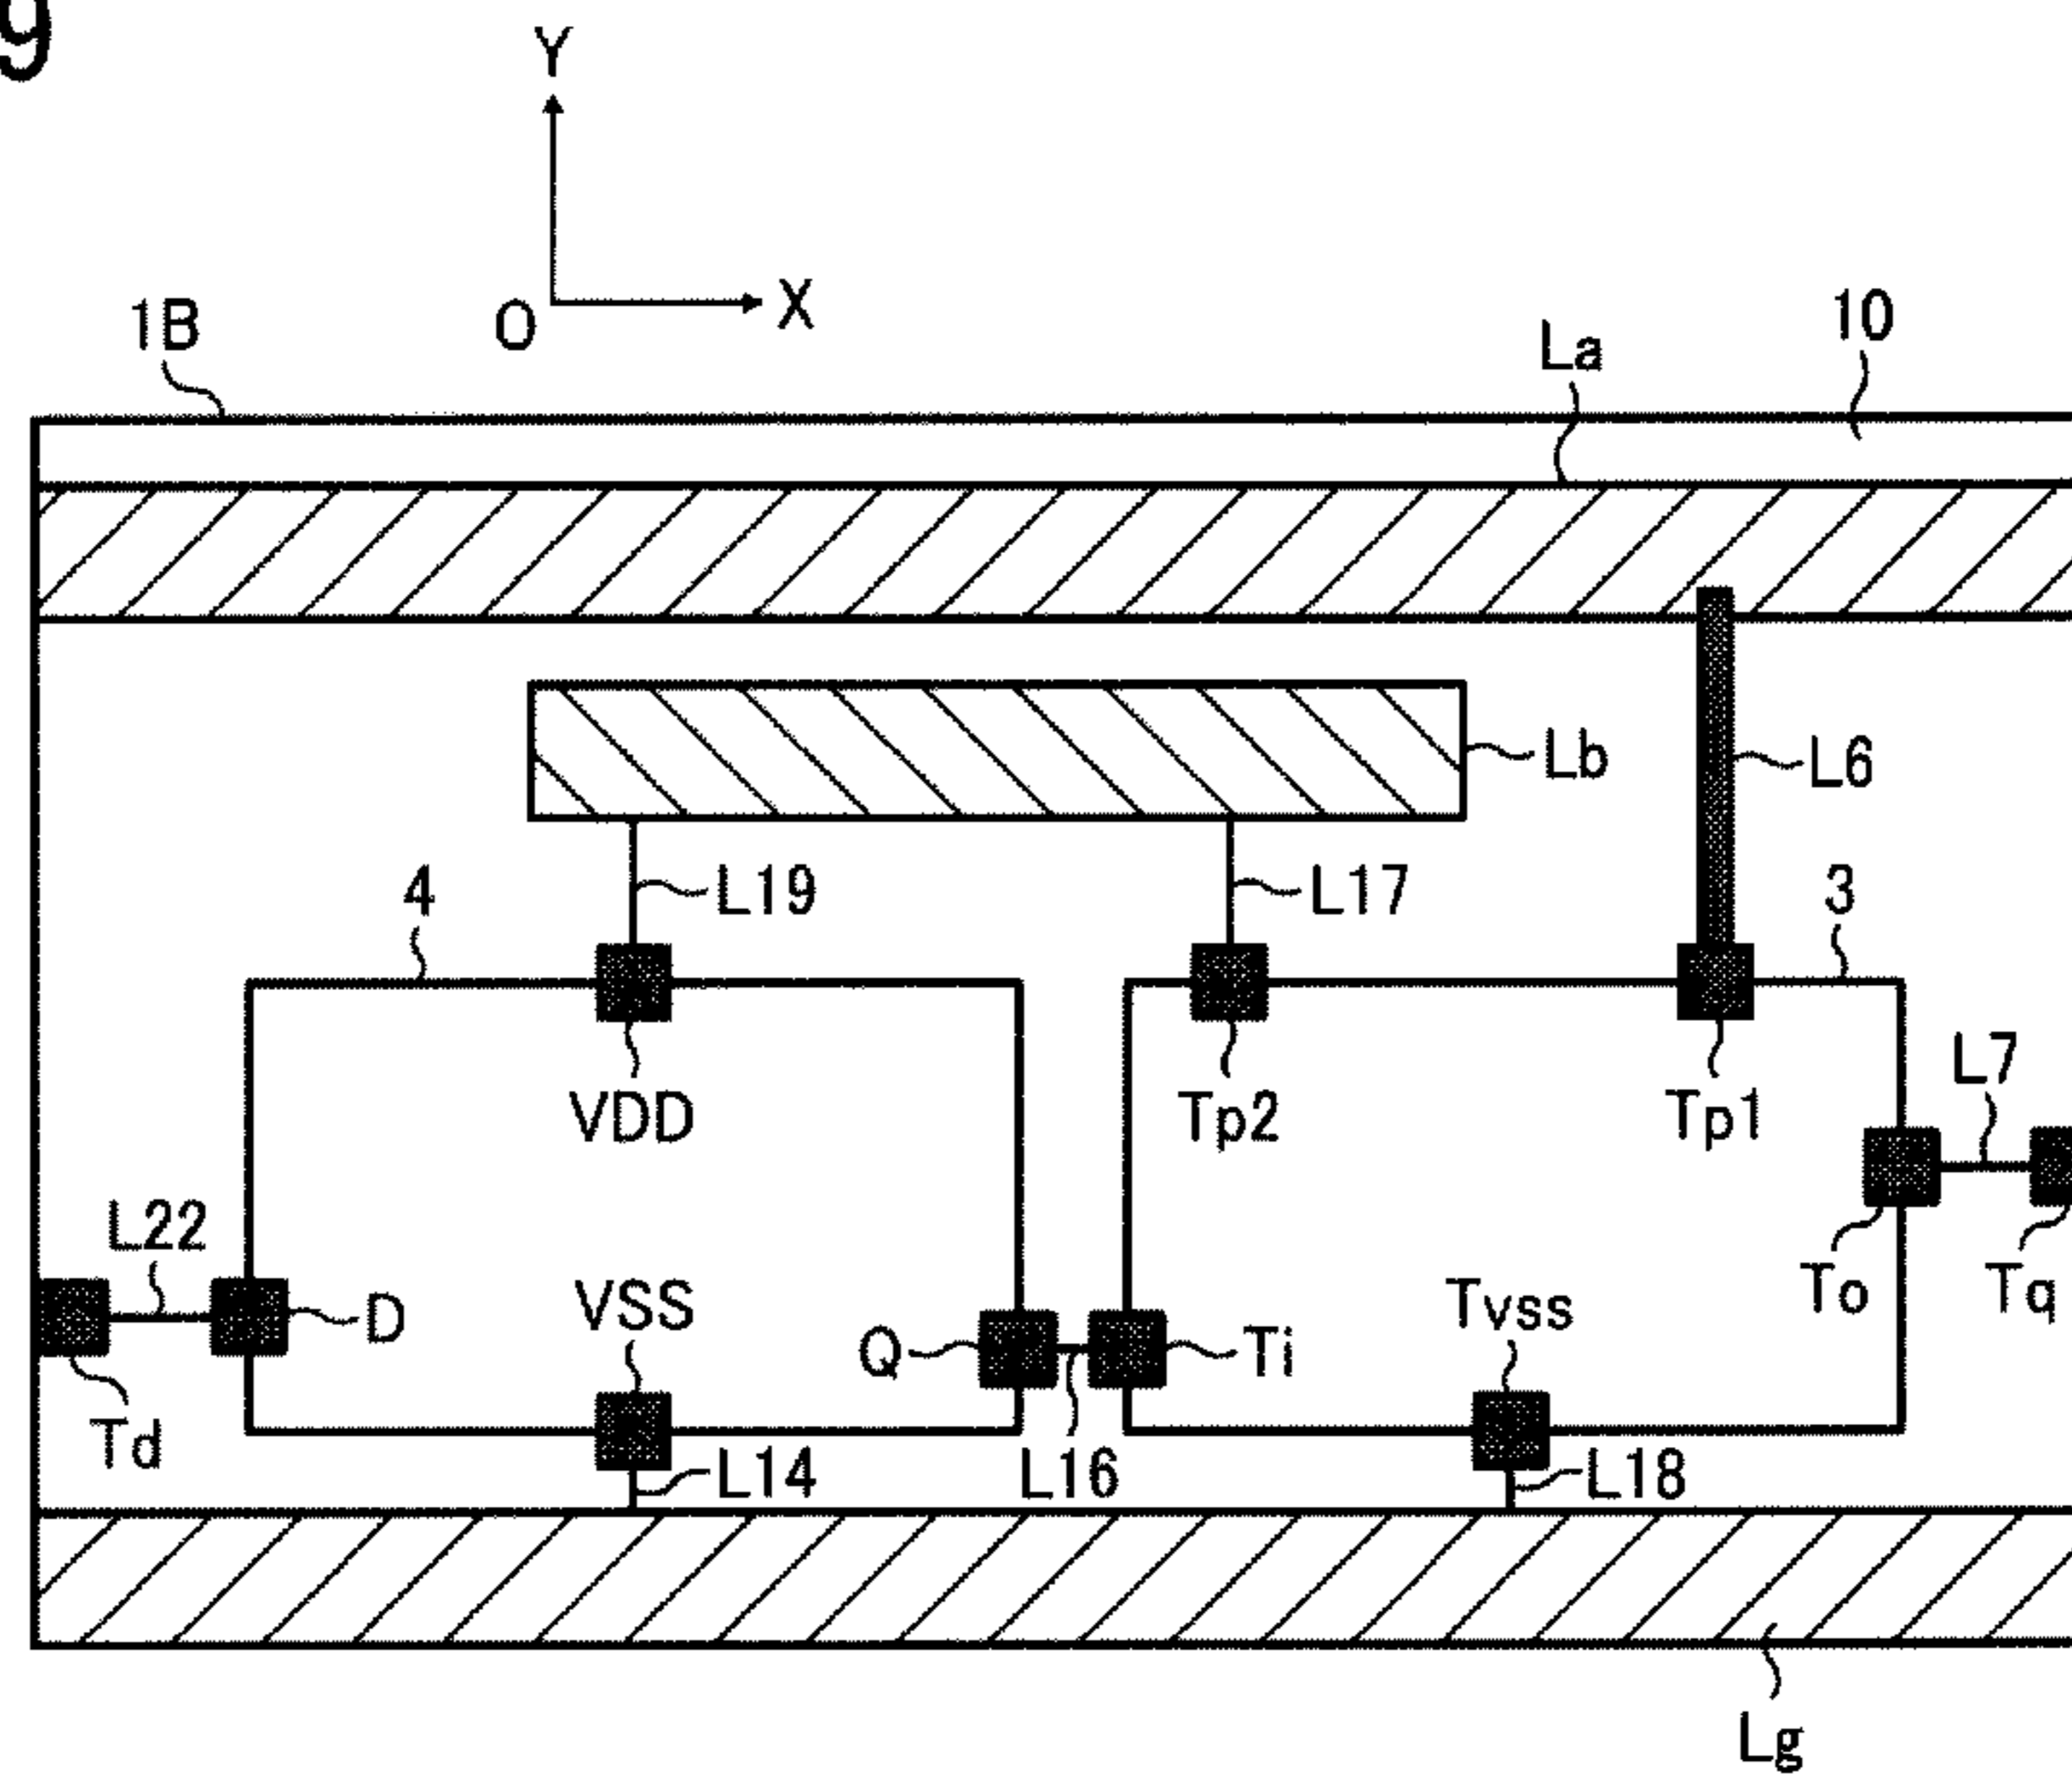 9
Y
O
X
1B
La
10
Lb
L6
4
L19
L17
3
VDD
Tp2
Tp1
L7
L22
D
VSS
Q
Ti
Tvss
To
Tq
Td
L14
L16
L18
Lg